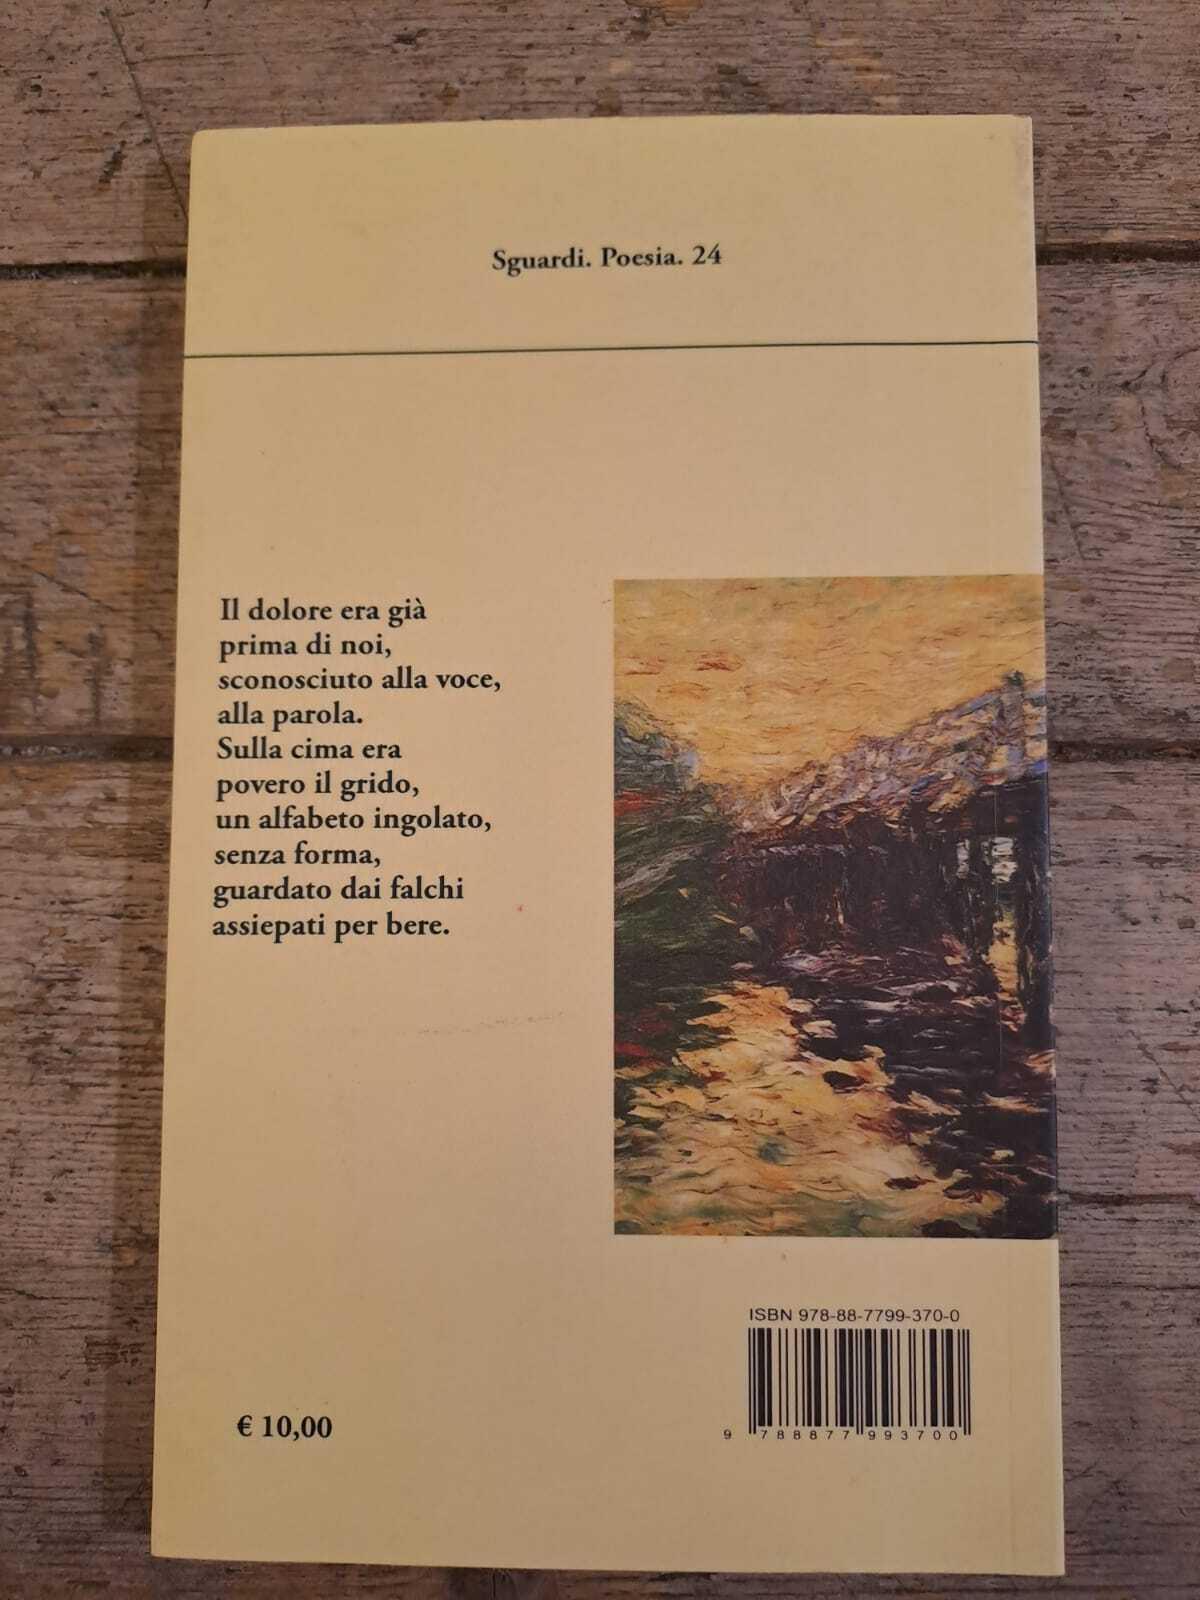 Sguardi. Poesia. 24
Il dolore era già
prima di noi,
sconosciuto alla voce,
alla parola.
Sulla cima era
povero il grido,
un alfabeto ingolato,
senza forma,
guardato dai falchi
assiepati per bere.
ISBN 978-88-7799-370-0
9 788877 993700
€ 10,00